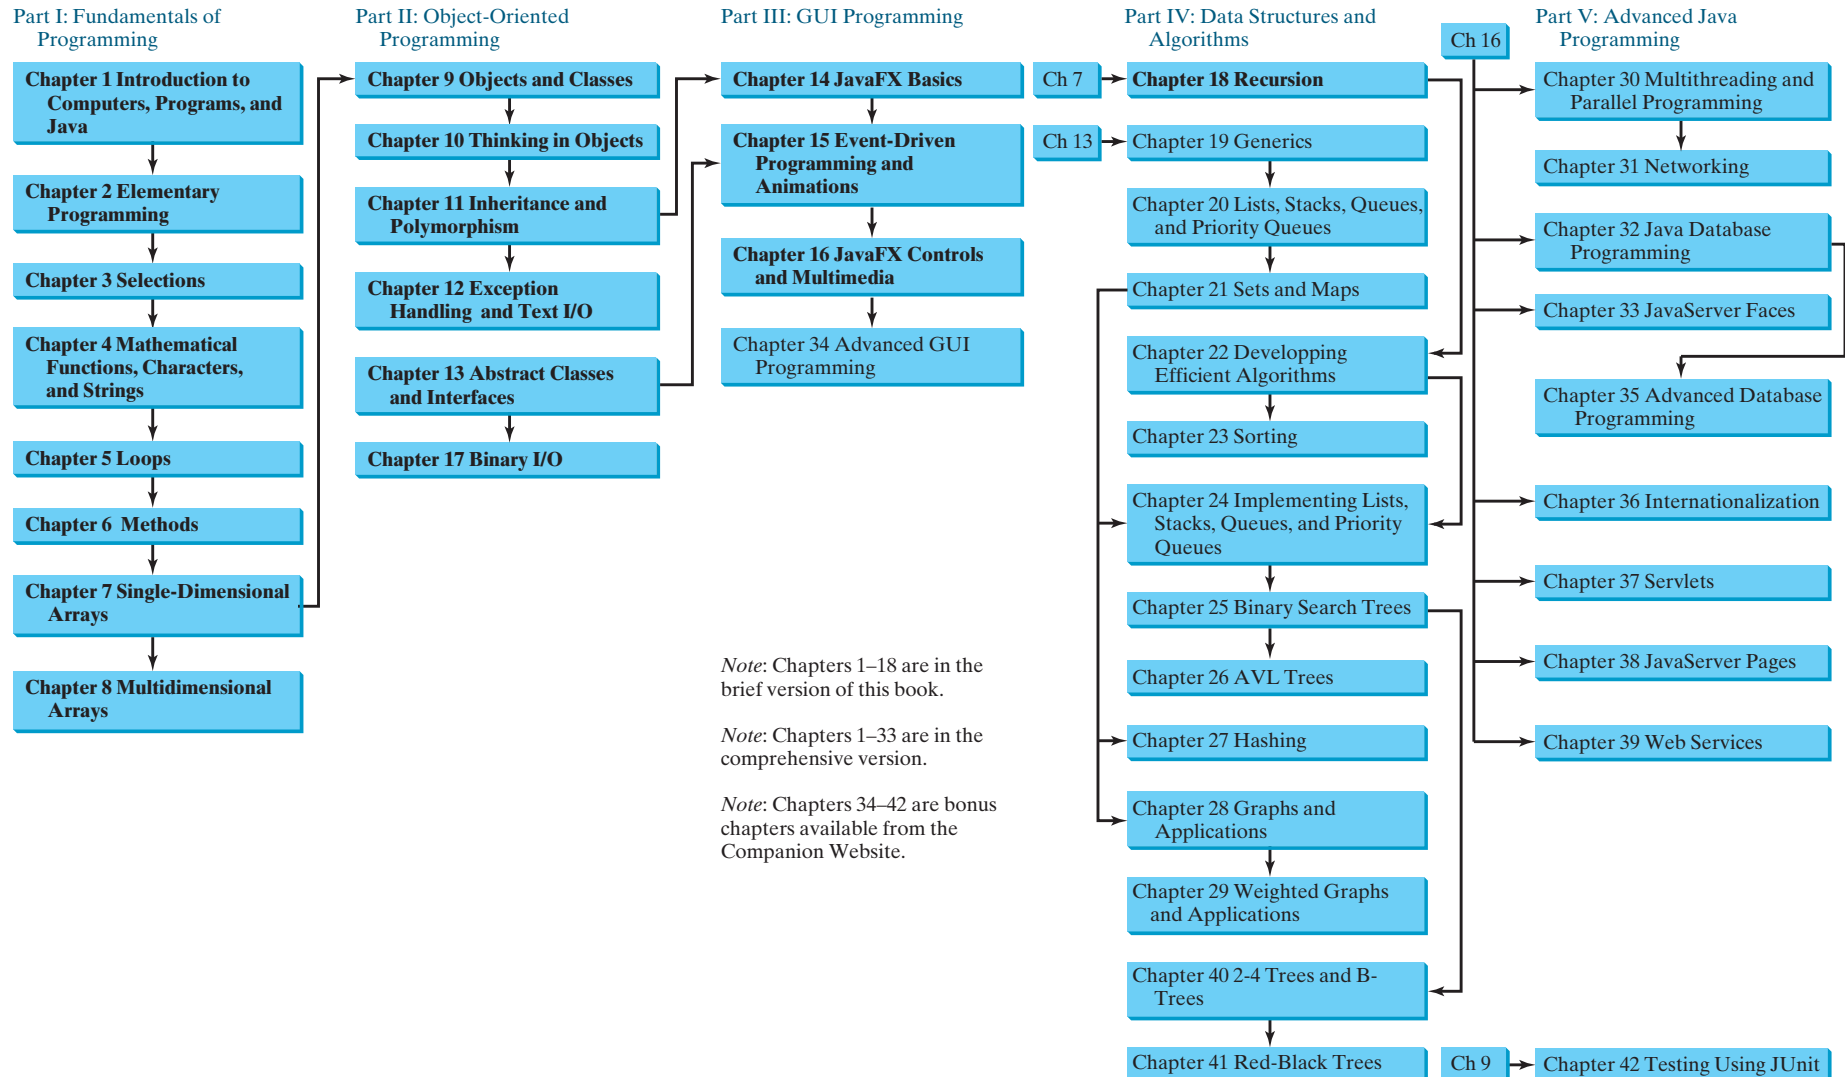 Part I: Fundamentals of
Programming
Chapter 1 Introduction to
Computers, Programs, and
Java
Chapter 2 Elementary
Programming
Chapter 3 Selections
Chapter 4 Mathematical
Functions, Characters,
and Strings
Chapter 5 Loops
Chapter 6 Methods
Chapter 7 Single-Dimensional
Arrays
Chapter 8 Multidimensional
Arrays
Part II: Object-Oriented
Programming
Chapter 9 Objects and Classes
Chapter 10 Thinking in Objects
Chapter 11 Inheritance and
Polymorphism
Chapter 12 Exception
Handling and Text I/O
Chapter 13 Abstract Classes
and Interfaces
Chapter 17 Binary I/O
Part III: GUI Programming
Chapter 14 JavaFX Basics
Chapter 15 Event-Driven
Programming and
Animations
Chapter 16 JavaFX Controls
and Multimedia
Chapter 34 Advanced GUI
Programming
Note: Chapters 1–18 are in the
brief version of this book.
Note: Chapters 1–33 are in the
comprehensive version.
Note: Chapters 34–42 are bonus
chapters available from the
Companion Website.
Part IV: Data Structures and
Algorithms
Ch 7
Chapter 18 Recursion
Ch 13
Chapter 19 Generics
Chapter 20 Lists, Stacks, Queues,
and Priority Queues
Chapter 21 Sets and Maps
Chapter 22 Developping
Efficient Algorithms
Chapter 23 Sorting
Chapter 24 Implementing Lists,
Stacks, Queues, and Priority
Queues
Chapter 25 Binary Search Trees
Chapter 26 AVL Trees
Chapter 27 Hashing
Chapter 28 Graphs and
Applications
Chapter 29 Weighted Graphs
and Applications
Chapter 40 2-4 Trees and B-
Trees
Chapter 41 Red-Black Trees
Part V: Advanced Java
Programming
Ch 16
Chapter 30 Multithreading and
Parallel Programming
Chapter 31 Networking
Chapter 32 Java Database
Programming
Chapter 33 JavaServer Faces
Chapter 35 Advanced Database
Programming
Chapter 36 Internationalization
Chapter 37 Servlets
Chapter 38 JavaServer Pages
Chapter 39 Web Services
Ch 9
Chapter 42 Testing Using JUnit